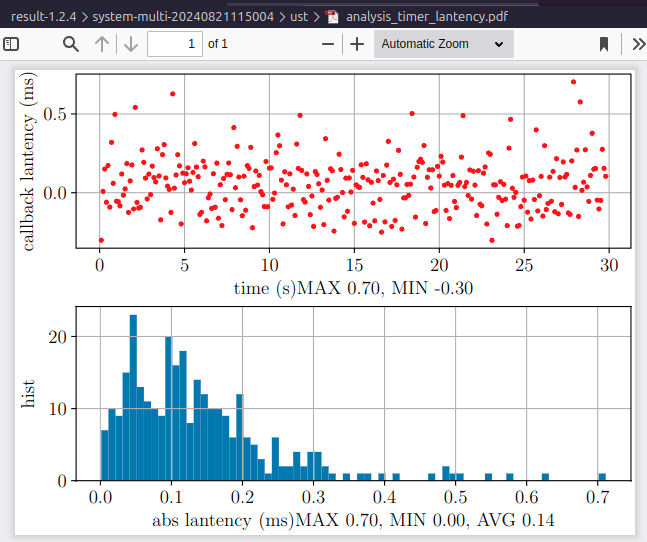 result-1.2.4 > system-multi-20240821115004 > ust > analysis_timer_lantency.pdf
1 of 1 Automatic Zoom
callback lantency (ms)
0.5
0.0
0 5 10 15 20 25 30
time (s)MAX 0.70, MIN -0.30
hist
20
10
0
0.0 0.1 0.2 0.3 0.4 0.5 0.6 0.7
abs lantency (ms)MAX 0.70, MIN 0.00, AVG 0.14